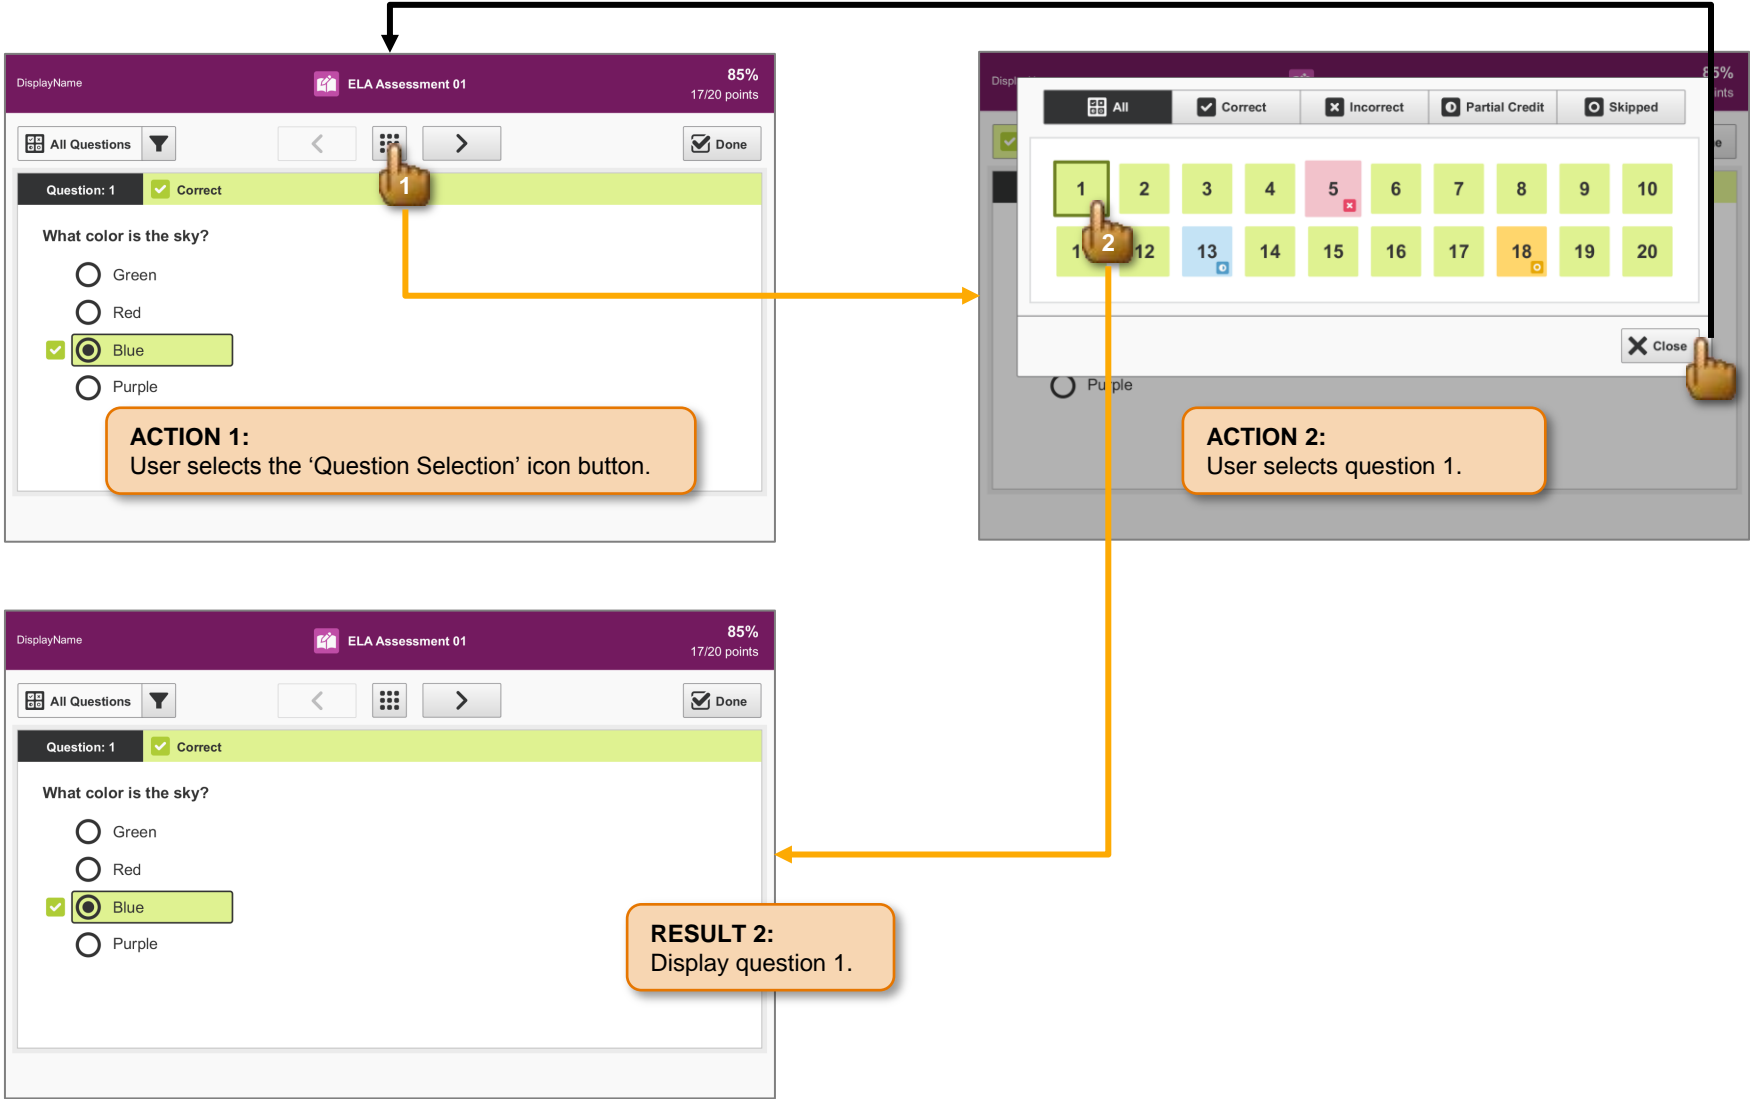 DisplayName
ELA Assessment 01
85%
17/20 points
All Questions
Done
Question: 1
Correct
1
What color is the sky?
Green
Red
Blue
Purple
ACTION 1:
User selects the ‘Question Selection’ icon button.
Displ
85%
ints
All
Correct
Incorrect
Partial Credit
Skipped
e
1 2 3 4 5 6 7 8 9 10
2
12 13 14 15 16 17 18 19 20
Close
Purple
ACTION 2:
User selects question 1.
DisplayName
ELA Assessment 01
85%
17/20 points
All Questions
Done
Question: 1
Correct
What color is the sky?
Green
Red
Blue
Purple
RESULT 2:
Display question 1.